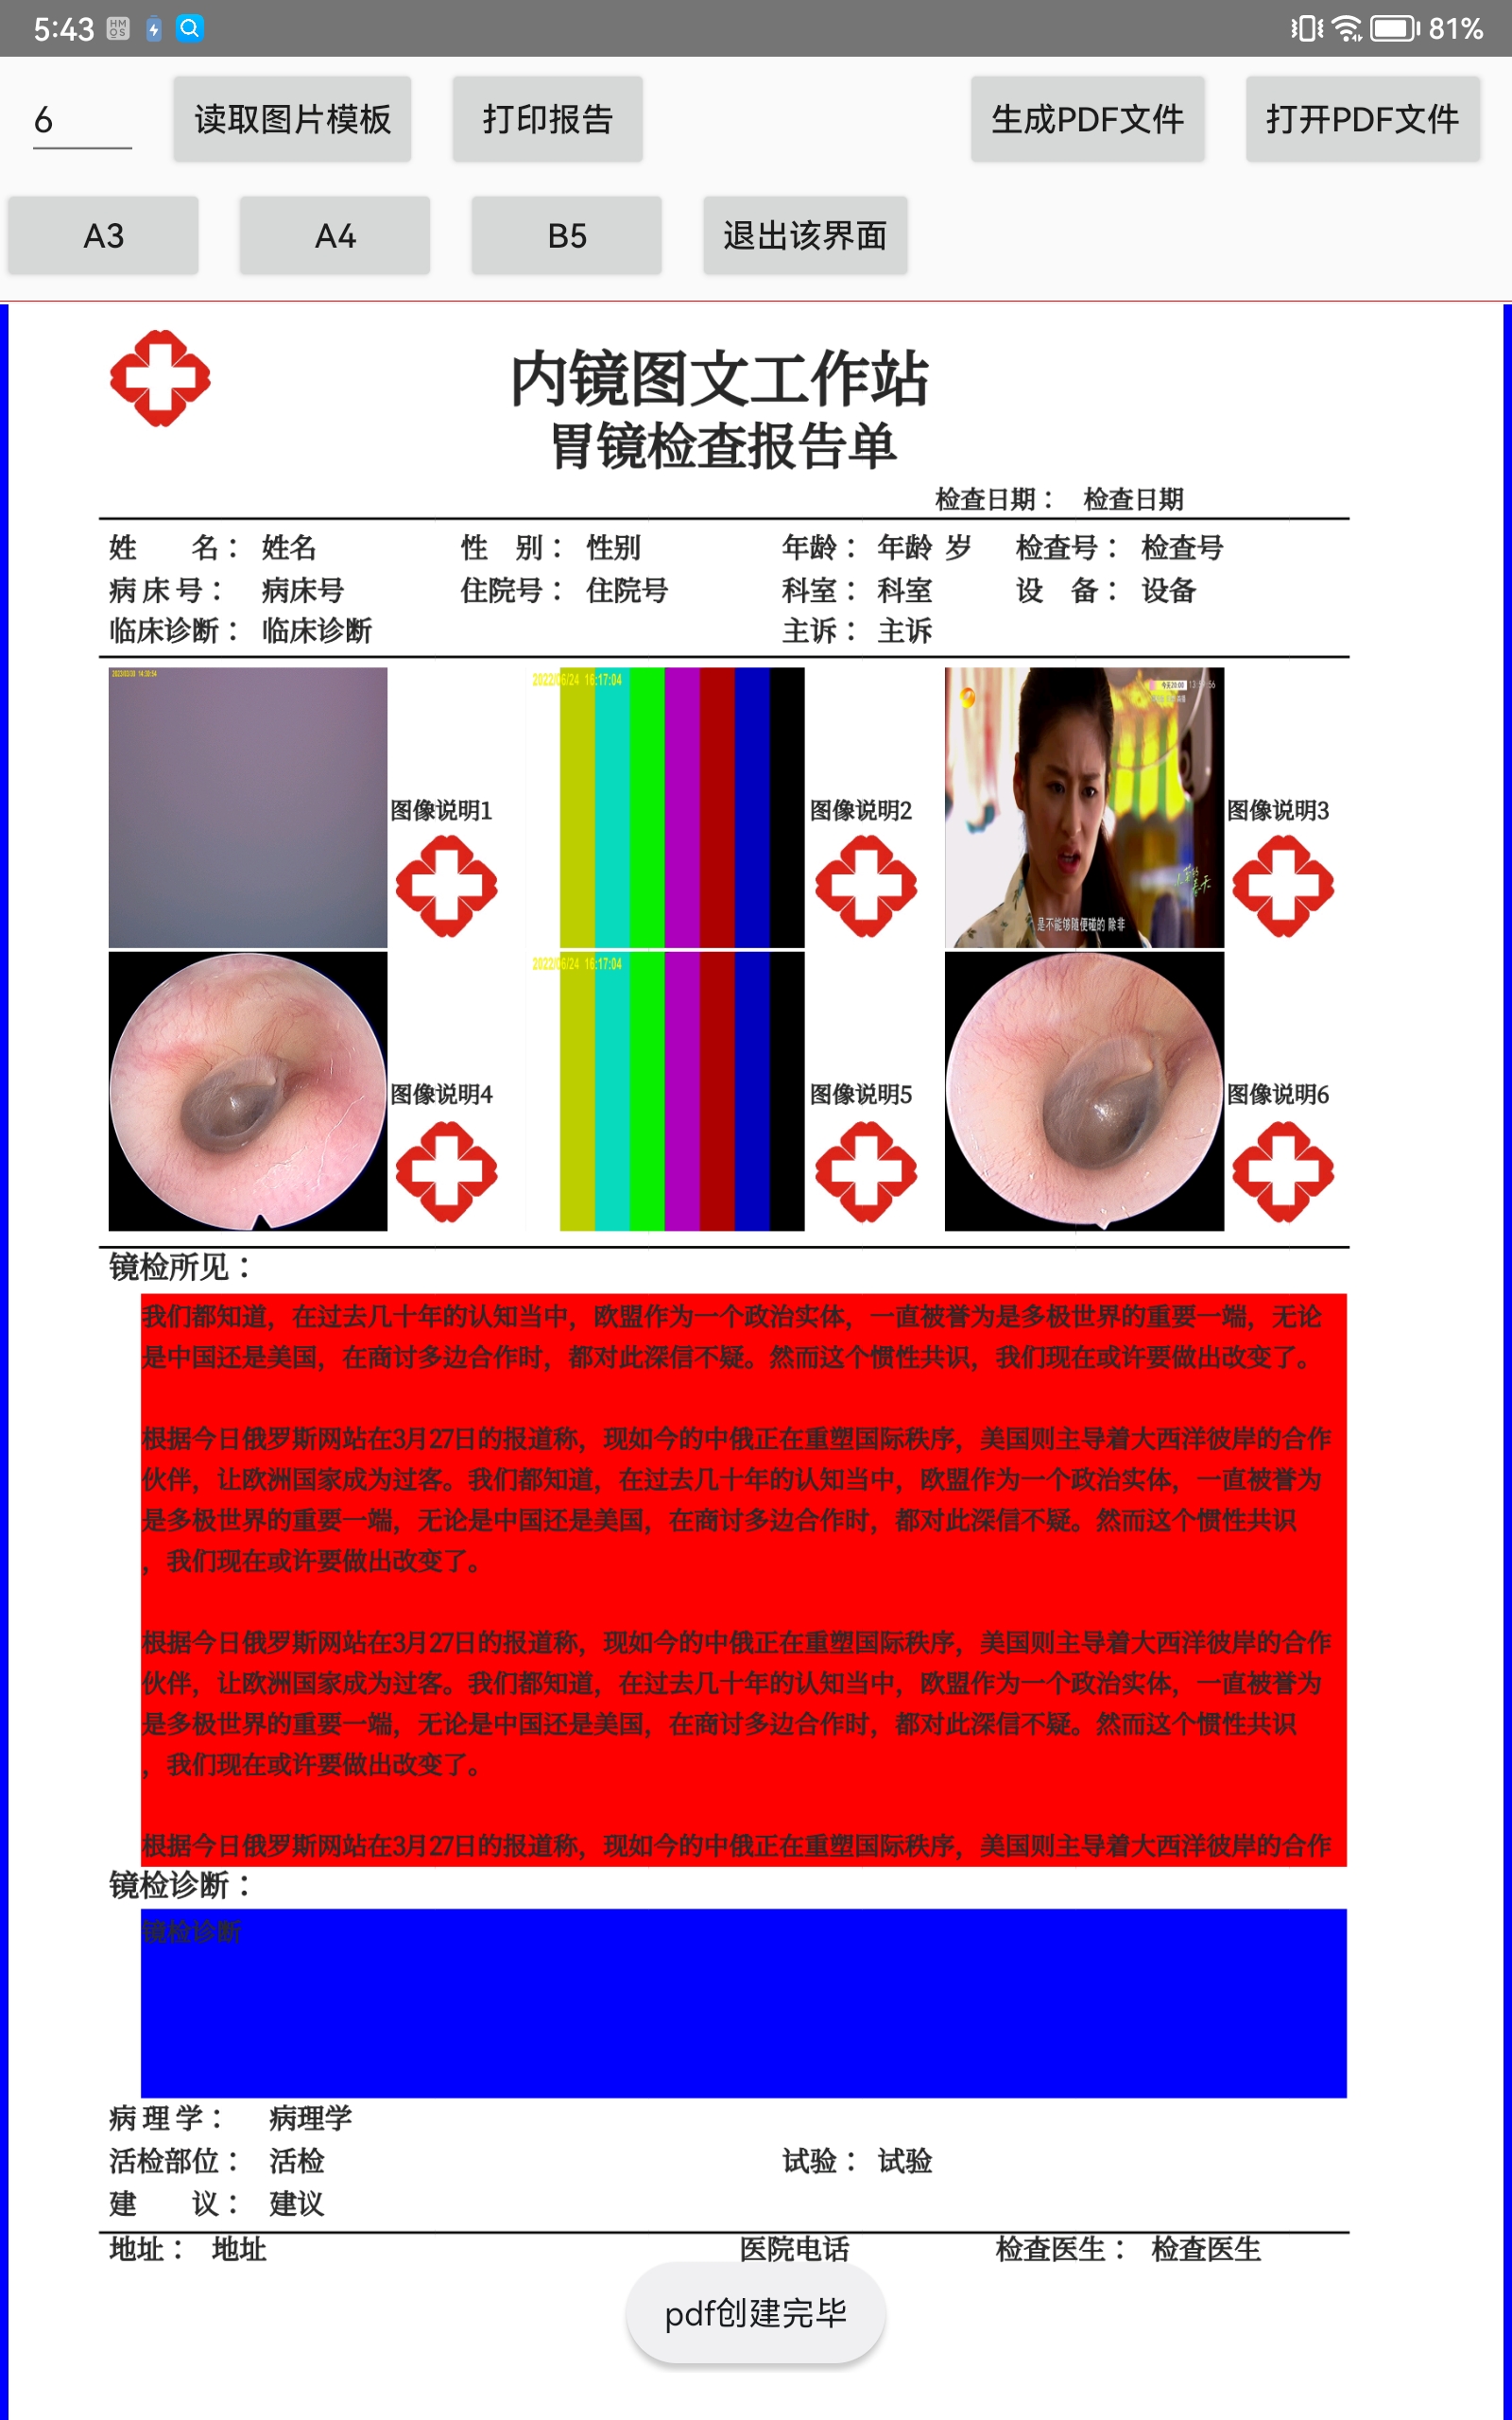 5:43
81%
6 读取图片模板 打印报告 生成PDF文件 打开PDF文件
A3 A4 B5 退出该界面
内镜图文工作站
胃镜检查报告单
检查日期： 检查日期
姓 名： 姓名 性 别： 性别 年龄： 年龄 岁 检查号： 检查号
病 床 号： 病床号 住院号： 住院号 科室： 科室 设 备： 设备
临床诊断： 临床诊断 主诉： 主诉
2022/06/24 16:17:04
今天20:00
是不能够随便碰的 除非
图像说明1 图像说明2 图像说明3
2022/06/24 16:17:04
图像说明4 图像说明5 图像说明6
镜检所见：
我们都知道，在过去几十年的认知当中，欧盟作为一个政治实体，一直被誉为是多极世界的重要一端，无论
是中国还是美国，在商讨多边合作时，都对此深信不疑。然而这个惯性共识，我们现在或许要做出改变了。
根据今日俄罗斯网站在3月27日的报道称，现如今的中俄正在重塑国际秩序，美国则主导着大西洋彼岸的合作
伙伴，让欧洲国家成为过客。我们都知道，在过去几十年的认知当中，欧盟作为一个政治实体，一直被誉为
是多极世界的重要一端，无论是中国还是美国，在商讨多边合作时，都对此深信不疑。然而这个惯性共识
，我们现在或许要做出改变了。
根据今日俄罗斯网站在3月27日的报道称，现如今的中俄正在重塑国际秩序，美国则主导着大西洋彼岸的合作
伙伴，让欧洲国家成为过客。我们都知道，在过去几十年的认知当中，欧盟作为一个政治实体，一直被誉为
是多极世界的重要一端，无论是中国还是美国，在商讨多边合作时，都对此深信不疑。然而这个惯性共识
，我们现在或许要做出改变了。
根据今日俄罗斯网站在3月27日的报道称，现如今的中俄正在重塑国际秩序，美国则主导着大西洋彼岸的合作
镜检诊断：
镜检诊断
病 理 学： 病理学
活检部位： 活检 试验： 试验
建 议： 建议
地址： 地址 医院电话 检查医生： 检查医生
pdf创建完毕